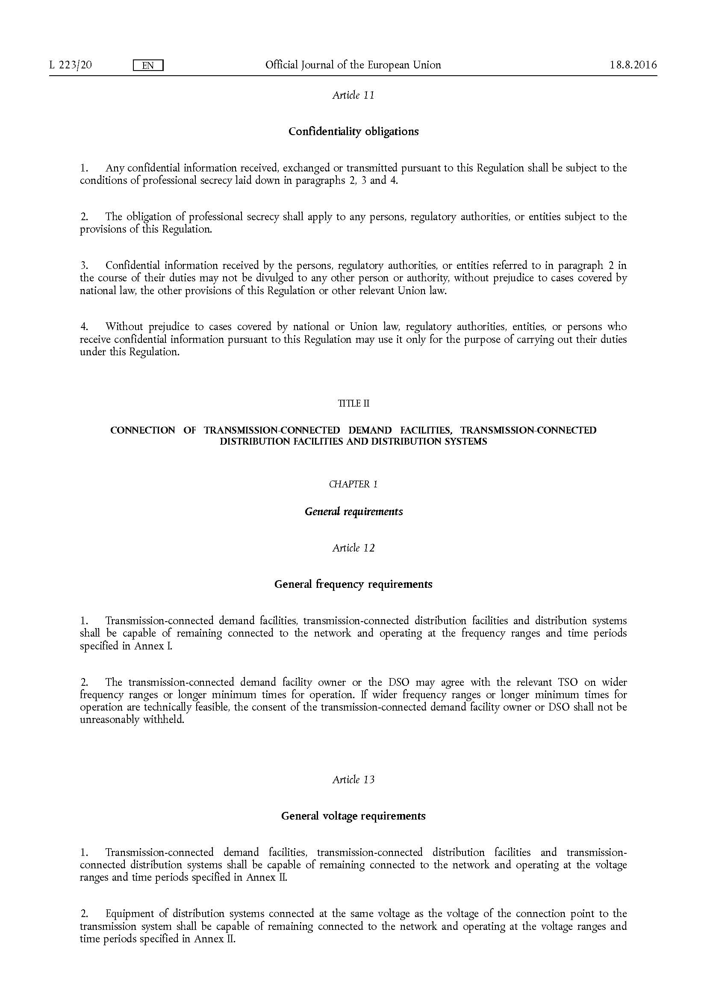 L 223/20 EN Official Journal of the European Union 18.8.2016
Article 11
Confidentiality obligations
1. Any confidential information received, exchanged or transmitted pursuant to this Regulation shall be subject to the
conditions of professional secrecy laid down in paragraphs 2, 3 and 4.
2. The obligation of professional secrecy shall apply to any persons, regulatory authorities, or entities subject to the
provisions of this Regulation.
3. Confidential information received by the persons, regulatory authorities, or entities referred to in paragraph 2 in
the course of their duties may not be divulged to any other person or authority, without prejudice to cases covered by
national law, the other provisions of this Regulation or other relevant Union law.
4. Without prejudice to cases covered by national or Union law, regulatory authorities, entities, or persons who
receive confidential information pursuant to this Regulation may use it only for the purpose of carrying out their duties
under this Regulation.
TITLE II
CONNECTION OF TRANSMISSION-CONNECTED DEMAND FACILITIES, TRANSMISSION-CONNECTED
DISTRIBUTION FACILITIES AND DISTRIBUTION SYSTEMS
CHAPTER 1
General requirements
Article 12
General frequency requirements
1. Transmission-connected demand facilities, transmission-connected distribution facilities and distribution systems
shall be capable of remaining connected to the network and operating at the frequency ranges and time periods
specified in Annex I.
2. The transmission-connected demand facility owner or the DSO may agree with the relevant TSO on wider
frequency ranges or longer minimum times for operation. If wider frequency ranges or longer minimum times for
operation are technically feasible, the consent of the transmission-connected demand facility owner or DSO shall not be
unreasonably withheld.
Article 13
General voltage requirements
1. Transmission-connected demand facilities, transmission-connected distribution facilities and transmission-
connected distribution systems shall be capable of remaining connected to the network and operating at the voltage
ranges and time periods specified in Annex II.
2. Equipment of distribution systems connected at the same voltage as the voltage of the connection point to the
transmission system shall be capable of remaining connected to the network and operating at the voltage ranges and
time periods specified in Annex II.